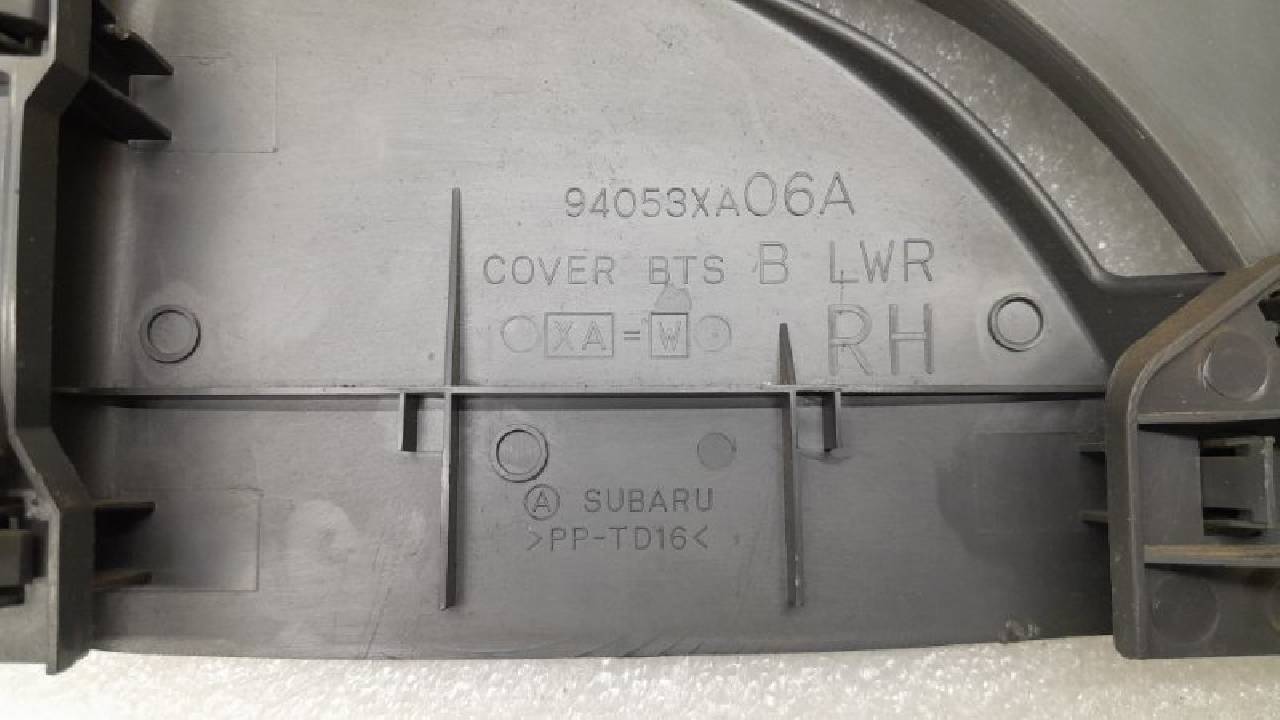 94053XA06A
COVER BTS B LWR
XA=W RH
Ⓐ SUBARU
>PP-TD16<